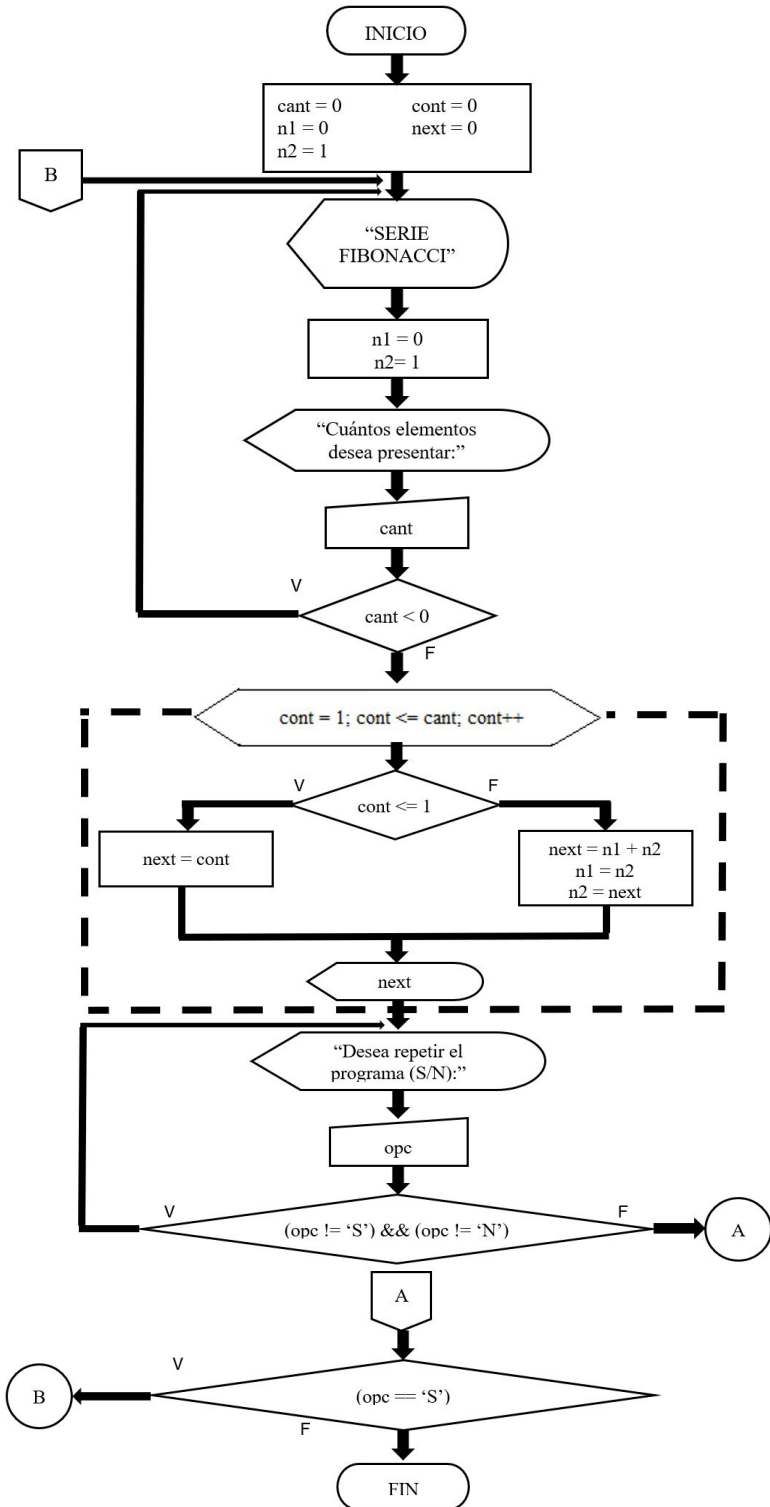 INICIO
cant = 0 cont = 0
n1 = 0 next = 0
n2 = 1
B
“SERIE
FIBONACCI”
n1 = 0
n2= 1
“Cuántos elementos
desea presentar:”
cant
V
cant < 0
F
cont = 1; cont <= cant; cont++
V
cont <= 1
F
next = cont
next = n1 + n2
n1 = n2
n2 = next
next
“Desea repetir el
programa (S/N):”
opc
V
(opc != ‘S’) && (opc != ‘N’)
F
A
A
V
B
(opc == ‘S’)
F
FIN